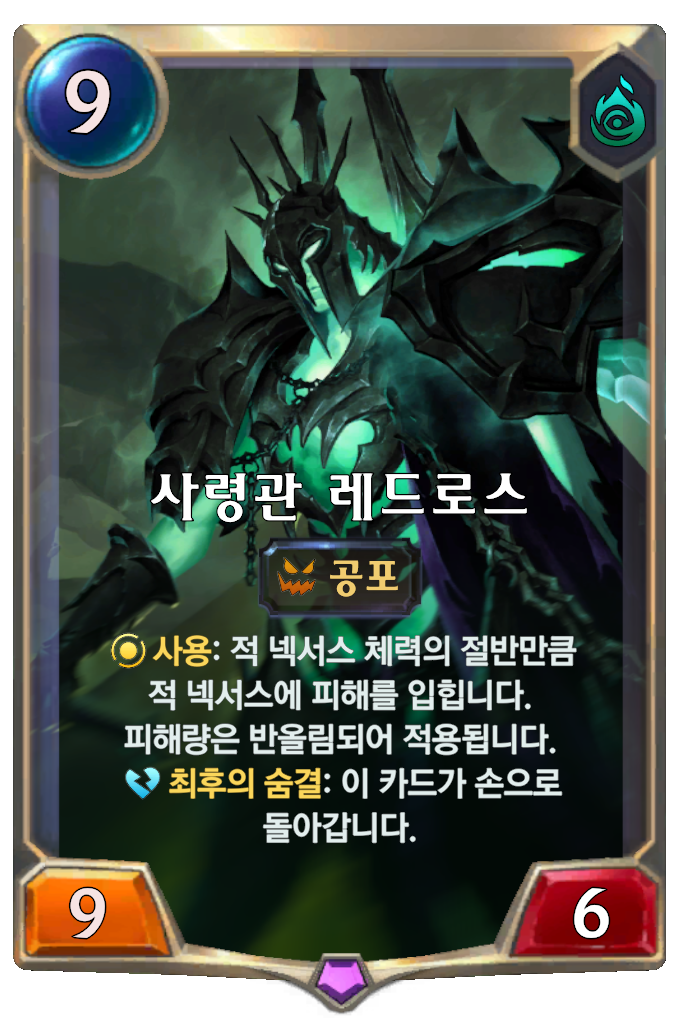 9
사령관 레드로스
공포
사용: 적 넥서스 체력의 절반만큼
적 넥서스에 피해를 입힙니다.
피해량은 반올림되어 적용됩니다.
최후의 숨결: 이 카드가 손으로
돌아갑니다.
9
6